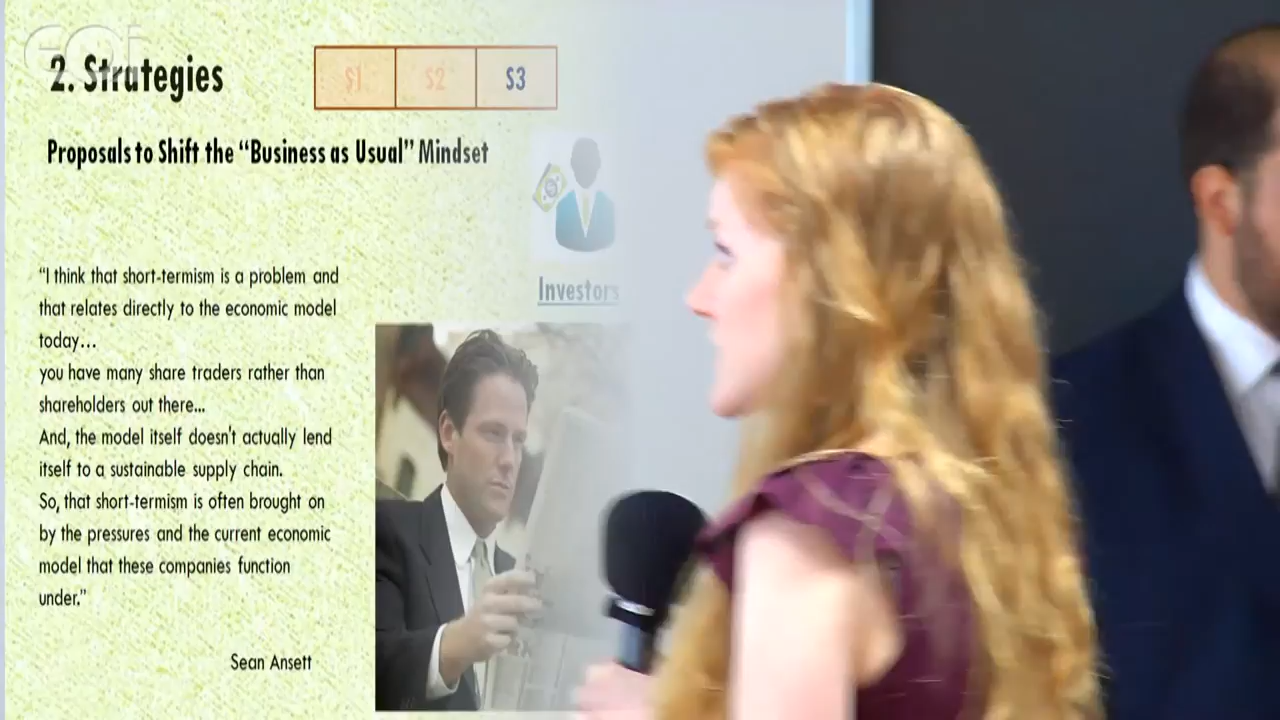 eoi
2. Strategies
S1 S2 S3
Proposals to Shift the “Business as Usual” Mindset
Investors
“I think that short-termism is a problem and
that relates directly to the economic model
today...
you have many share traders rather than
shareholders out there...
And, the model itself doesn't actually lend
itself to a sustainable supply chain.
So, that short-termism is often brought on
by the pressures and the current economic
model that these companies function
under.”
Sean Ansett